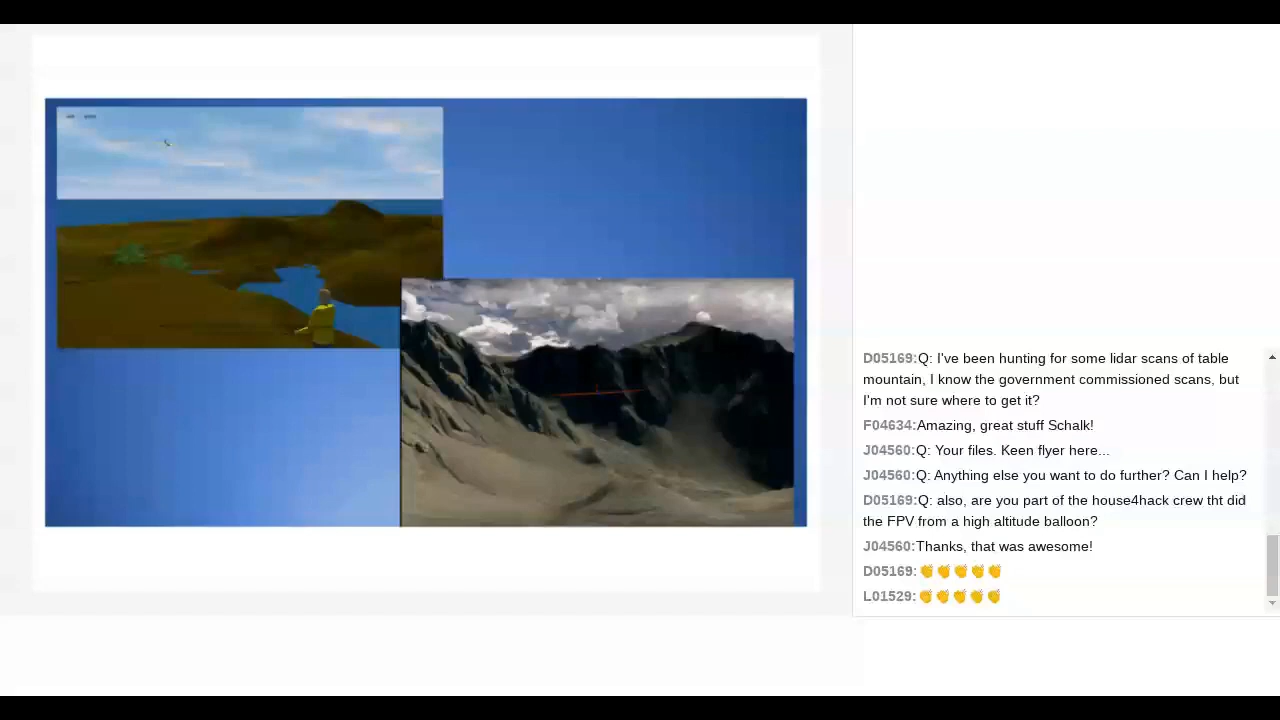 D05169:Q: I've been hunting for some lidar scans of table
mountain, I know the government commissioned scans, but
I'm not sure where to get it?
F04634:Amazing, great stuff Schalk!
J04560:Q: Your files. Keen flyer here...
J04560:Q: Anything else you want to do further? Can I help?
D05169:Q: also, are you part of the house4hack crew tht did
the FPV from a high altitude balloon?
J04560:Thanks, that was awesome!
D05169:👏👏👏👏👏
L01529:👏👏👏👏👏